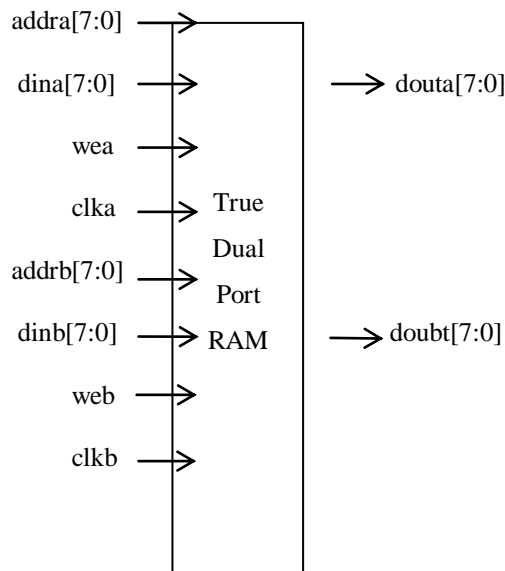 addra[7:0]
dina[7:0]
wea
clka
addrb[7:0]
dinb[7:0]
web
clkb
True
Dual
Port
RAM
douta[7:0]
doubt[7:0]